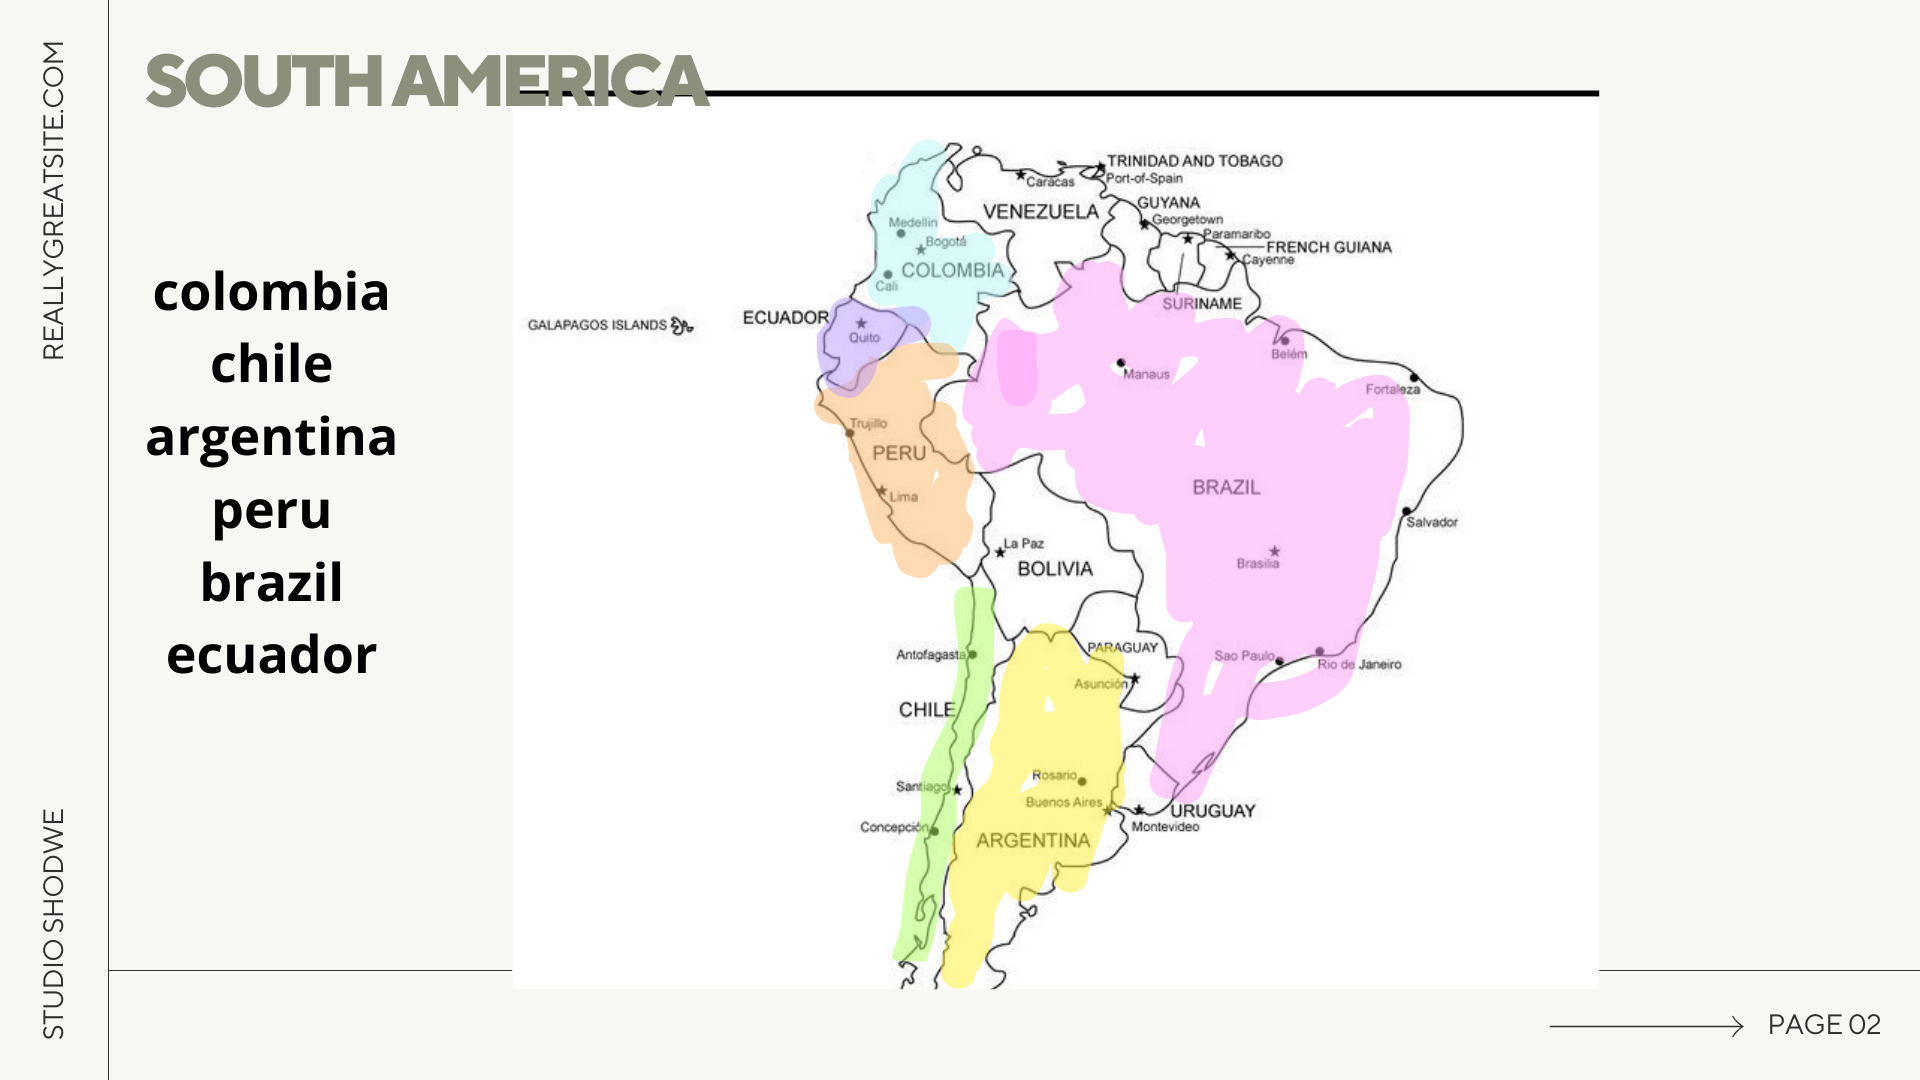 REALLYGREATSITE.COM
STUDIO SHODWE
SOUTH AMERICA
colombia
chile
argentina
peru
brazil
ecuador
TRINIDAD AND TOBAGO
Port-of-Spain
Caracas
VENEZUELA
GUYANA
Georgetown
Paramaribo
FRENCH GUIANA
Cayenne
SURINAME
Medellin
Bogotá
COLOMBIA
Cali
GALAPAGOS ISLANDS
ECUADOR
Quito
Belém
Manaus
Fortaleza
Trujillo
PERU
Lima
BRAZIL
Salvador
La Paz
BOLIVIA
Brasilia
PARAGUAY
Asunción
Antofagasta
Sao Paulo
Rio de Janeiro
CHILE
Rosario
Santiago
Buenos Aires
URUGUAY
Montevideo
Concepción
ARGENTINA
PAGE 02